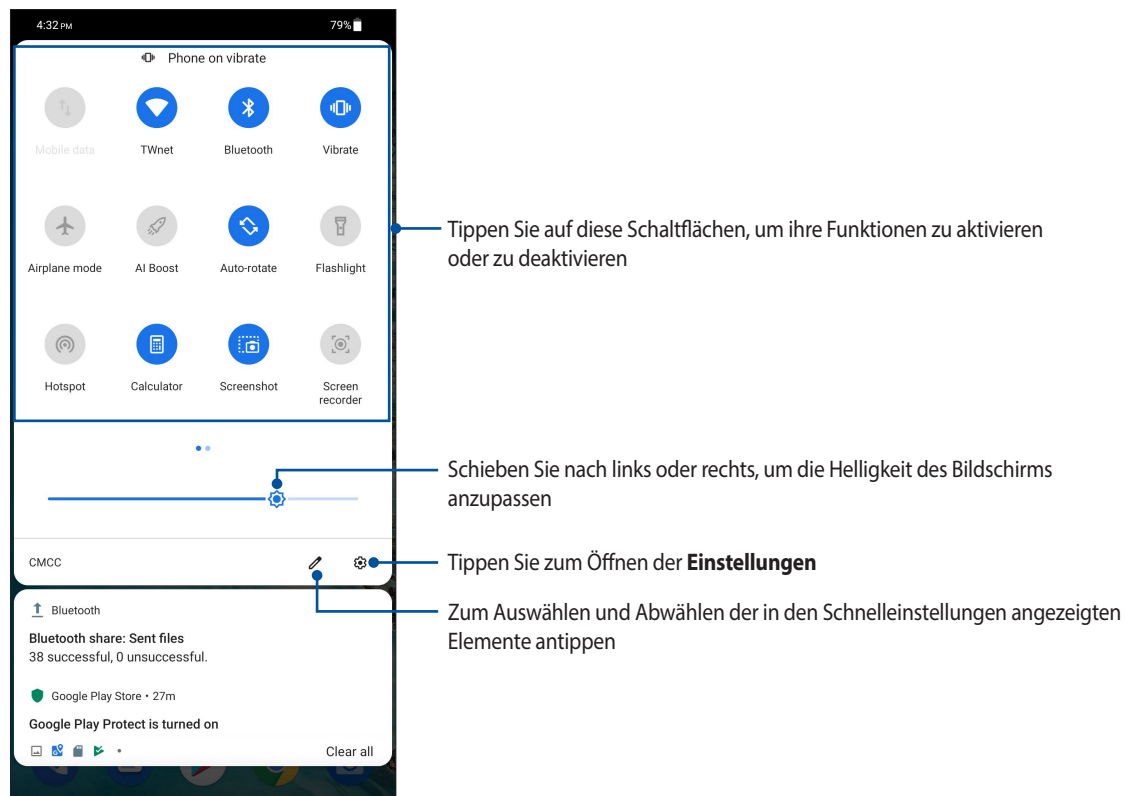 4:32 PM 79%
Phone on vibrate
Mobile data TWnet Bluetooth Vibrate
Airplane mode AI Boost Auto-rotate Flashlight
Hotspot Calculator Screenshot Screen
recorder
Tippen Sie auf diese Schaltflächen, um ihre Funktionen zu aktivieren
oder zu deaktivieren
Schieben Sie nach links oder rechts, um die Helligkeit des Bildschirms
anzupassen
CMCC
Tippen Sie zum Öffnen der Einstellungen
Zum Auswählen und Abwählen der in den Schnelleinstellungen angezeigten
Elemente antippen
Bluetooth
Bluetooth share: Sent files
38 successful, 0 unsuccessful.
Google Play Store • 27m
Google Play Protect is turned on
Clear all